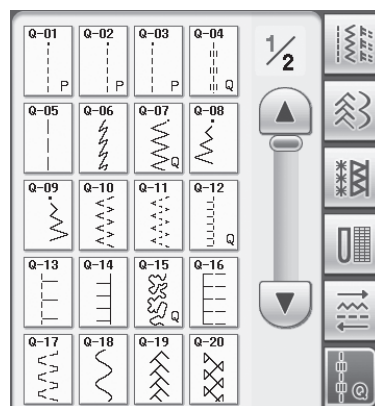 Q-01 Q-02 Q-03 Q-04
1/2
P P P Q
Q-05 Q-06 Q-07 Q-08
Q
Q-09 Q-10 Q-11 Q-12
Q
Q-13 Q-14 Q-15 Q-16
Q
Q-17 Q-18 Q-19 Q-20
Q